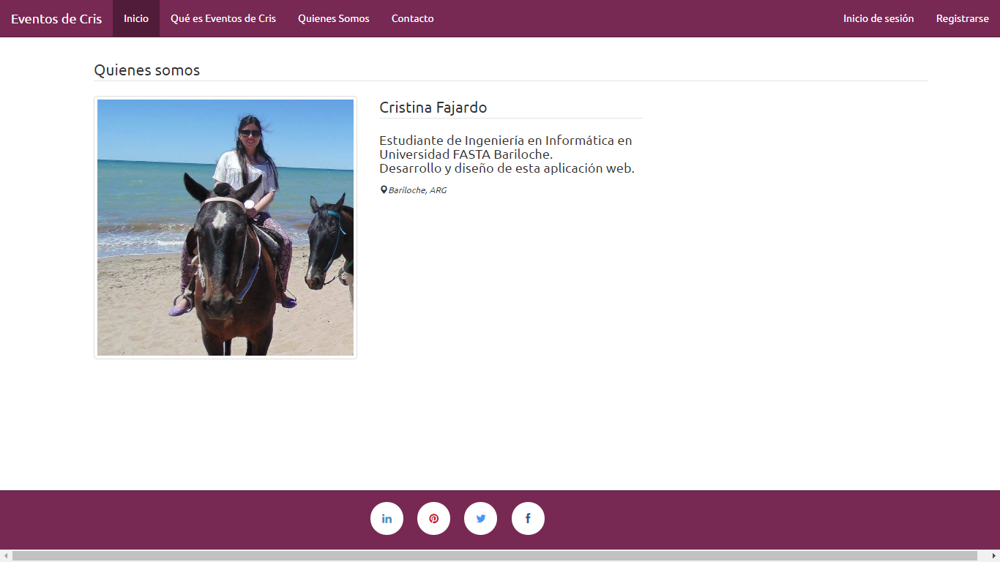 Eventos de Cris Inicio Qué es Eventos de Cris Quienes Somos Contacto Inicio de sesión Registrarse
Quienes somos
Cristina Fajardo
Estudiante de Ingeniería en Informática en
Universidad FASTA Bariloche.
Desarrollo y diseño de esta aplicación web.
Bariloche, ARG